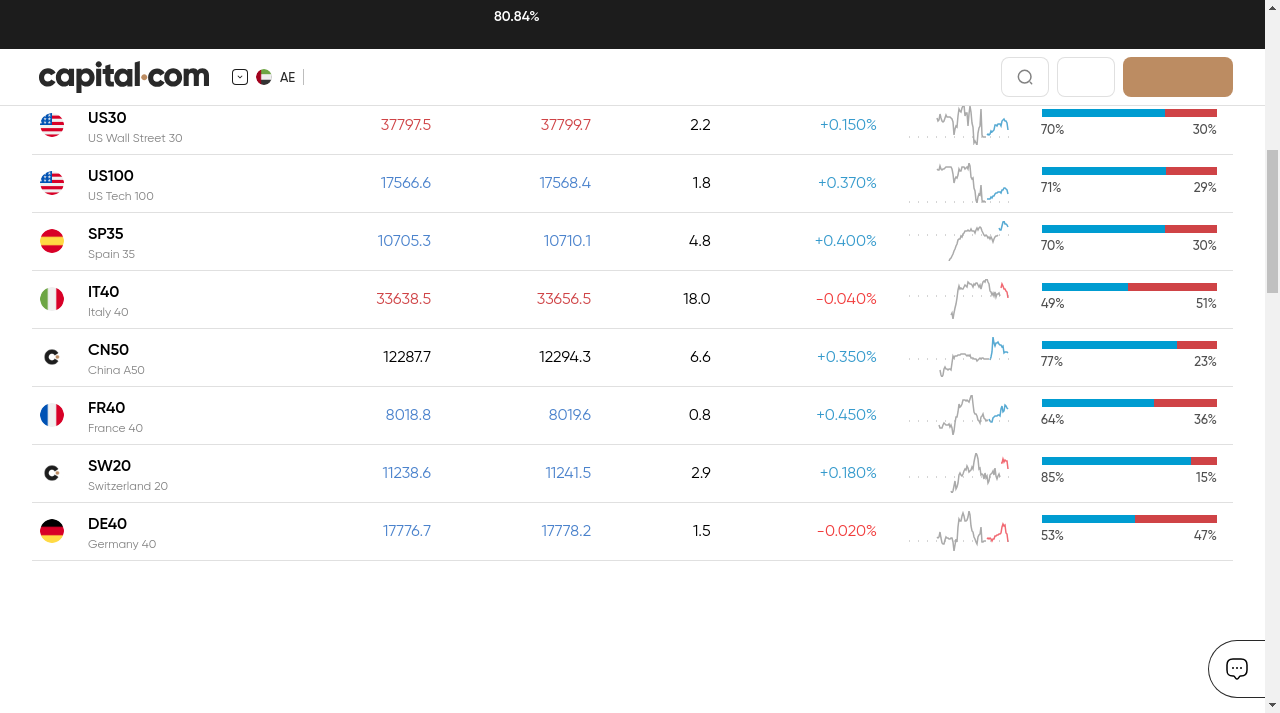 80.84%
capital.com
AE
US30 37797.5 37799.7 2.2 +0.150% 70% 30%
US Wall Street 30
US100 17566.6 17568.4 1.8 +0.370% 71% 29%
US Tech 100
SP35 10705.3 10710.1 4.8 +0.400% 70% 30%
Spain 35
IT40 33638.5 33656.5 18.0 -0.040% 49% 51%
Italy 40
CN50 12287.7 12294.3 6.6 +0.350% 77% 23%
China A50
FR40 8018.8 8019.6 0.8 +0.450% 64% 36%
France 40
SW20 11238.6 11241.5 2.9 +0.180% 85% 15%
Switzerland 20
DE40 17776.7 17778.2 1.5 -0.020% 53% 47%
Germany 40